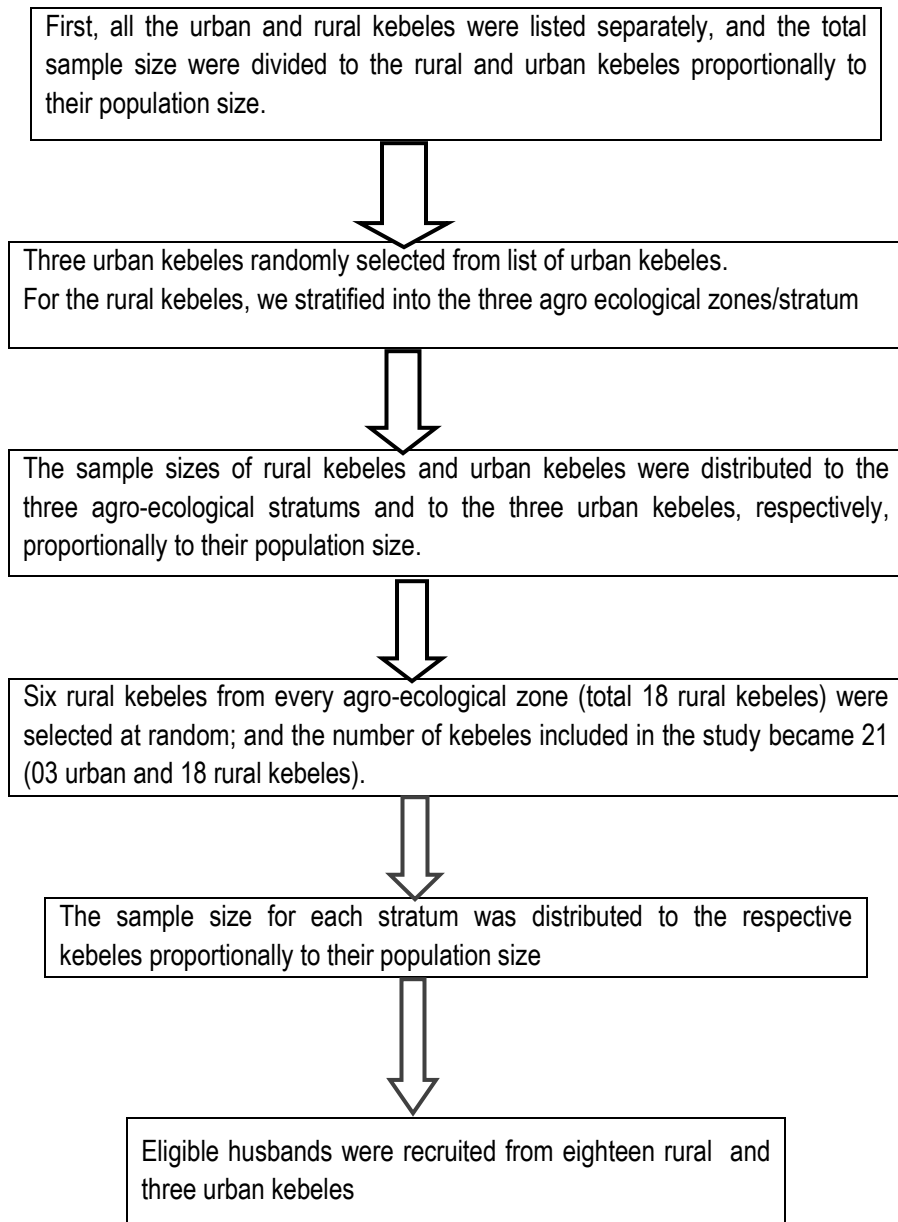 First, all the urban and rural kebeles were listed separately, and the total
sample size were divided to the rural and urban kebeles proportionally to
their population size.
Three urban kebeles randomly selected from list of urban kebeles.
For the rural kebeles, we stratified into the three agro ecological zones/stratum
The sample sizes of rural kebeles and urban kebeles were distributed to the
three agro-ecological stratums and to the three urban kebeles, respectively,
proportionally to their population size.
Six rural kebeles from every agro-ecological zone (total 18 rural kebeles) were
selected at random; and the number of kebeles included in the study became 21
(03 urban and 18 rural kebeles).
The sample size for each stratum was distributed to the respective
kebeles proportionally to their population size
Eligible husbands were recruited from eighteen rural and
three urban kebeles